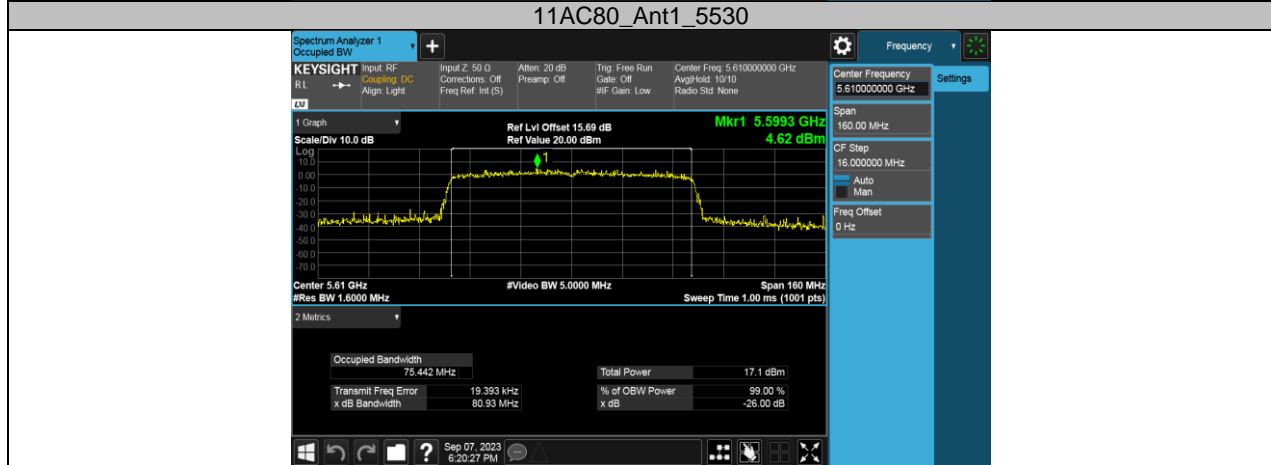 11AC80_Ant1_5530
Spectrum Analyzer 1
Occupied BW
+
Frequency
KEYSIGHT Input: RF Input Z: 50 Ω Atten: 20 dB Trig: Free Run Center Freq: 5.610000000 GHz
RL Coupling: DC Corrections: Off Preamp: Off Gate: Off Avg|Hold: 10/10
Align: Light Freq Ref: Int (S) #IF Gain: Low Radio Std: None
LXI
Center Frequency
5.610000000 GHz
Settings
Span
160.00 MHz
CF Step
16.000000 MHz
Auto
Man
Freq Offset
0 Hz
1 Graph
Ref Lvl Offset 15.69 dB Mkr1 5.5993 GHz
Scale/Div 10.0 dB Ref Value 20.00 dBm 4.62 dBm
Log
10.0
0.00
-10.0
-20.0
-30.0
-40.0
-50.0
-60.0
-70.0
1
Center 5.61 GHz #Video BW 5.0000 MHz Span 160 MHz
#Res BW 1.6000 MHz Sweep Time 1.00 ms (1001 pts)
2 Metrics
Occupied Bandwidth
75.442 MHz Total Power 17.1 dBm
Transmit Freq Error 19.393 kHz % of OBW Power 99.00 %
x dB Bandwidth 80.93 MHz x dB -26.00 dB
? Sep 07, 2023
6:20:27 PM